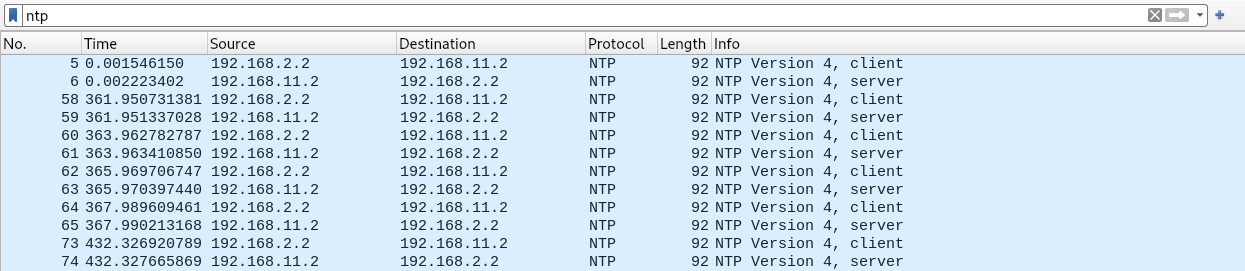 ntp
No. Time Source Destination Protocol Length Info
5 0.001546150 192.168.2.2 192.168.11.2 NTP 92 NTP Version 4, client
6 0.002223402 192.168.11.2 192.168.2.2 NTP 92 NTP Version 4, server
58 361.950731381 192.168.2.2 192.168.11.2 NTP 92 NTP Version 4, client
59 361.951337028 192.168.11.2 192.168.2.2 NTP 92 NTP Version 4, server
60 363.962782787 192.168.2.2 192.168.11.2 NTP 92 NTP Version 4, client
61 363.963410850 192.168.11.2 192.168.2.2 NTP 92 NTP Version 4, server
62 365.969706747 192.168.2.2 192.168.11.2 NTP 92 NTP Version 4, client
63 365.970397440 192.168.11.2 192.168.2.2 NTP 92 NTP Version 4, server
64 367.989609461 192.168.2.2 192.168.11.2 NTP 92 NTP Version 4, client
65 367.990213168 192.168.11.2 192.168.2.2 NTP 92 NTP Version 4, server
73 432.326920789 192.168.2.2 192.168.11.2 NTP 92 NTP Version 4, client
74 432.327665869 192.168.11.2 192.168.2.2 NTP 92 NTP Version 4, server